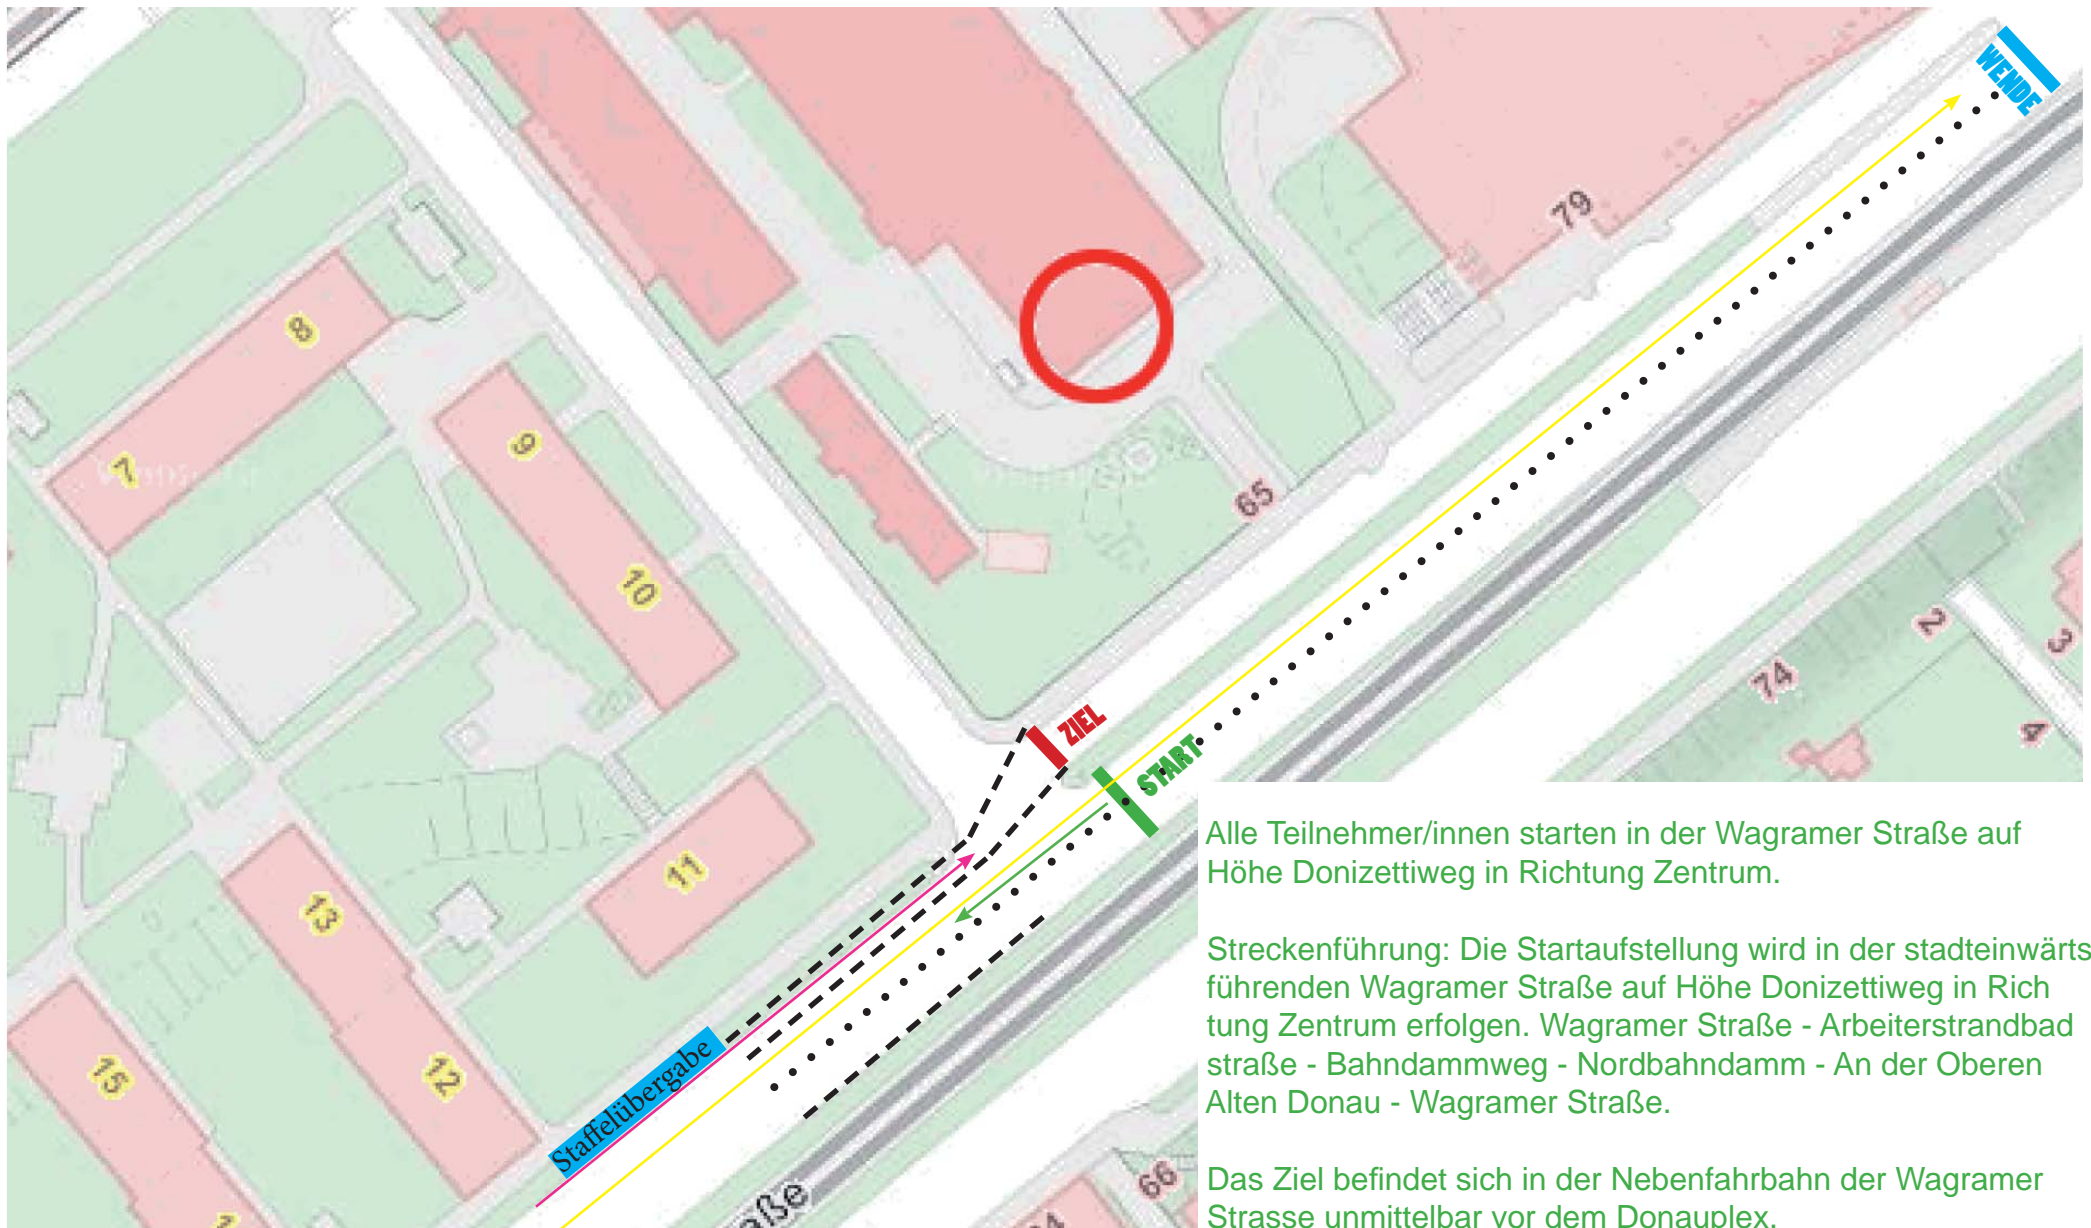 WENDE
79
8
7
9
65
10
2
3
74
4
ZIEL
START
11
13
15
12
Staffelübergabe
66
aße
Alle Teilnehmer/innen starten in der Wagramer Straße auf
Höhe Donizettiweg in Richtung Zentrum.
Streckenführung: Die Startaufstellung wird in der stadteinwärts
führenden Wagramer Straße auf Höhe Donizettiweg in Rich
tung Zentrum erfolgen. Wagramer Straße - Arbeiterstrandbad
straße - Bahndammweg - Nordbahndamm - An der Oberen
Alten Donau - Wagramer Straße.
Das Ziel befindet sich in der Nebenfahrbahn der Wagramer
Strasse unmittelbar vor dem Donauplex.